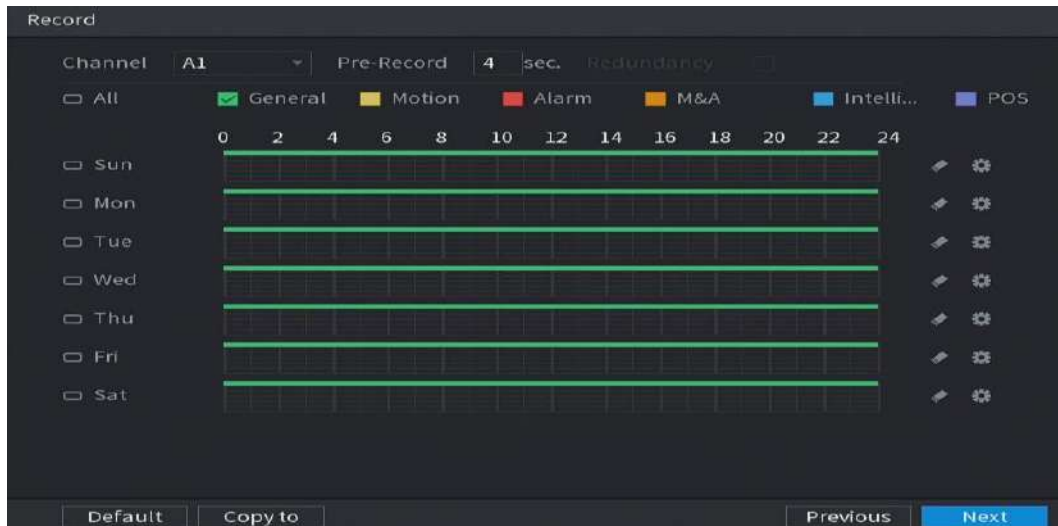 Record
Channel A1 Pre-Record 4 sec. Redundancy
All General Motion Alarm M&A Intelli... POS
0 2 4 6 8 10 12 14 16 18 20 22 24
Sun
Mon
Tue
Wed
Thu
Fri
Sat
Default Copy to Previous Next